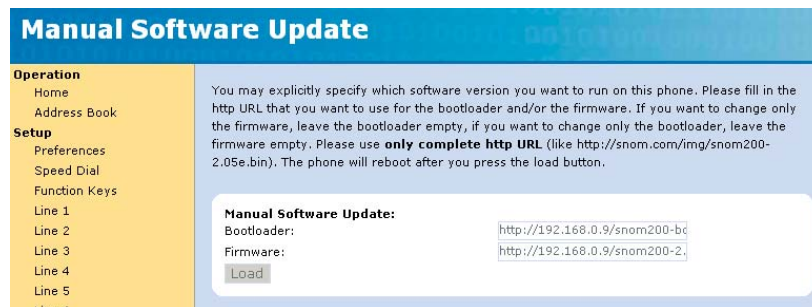 Manual Software Update
Operation
Home
Address Book
Setup
Preferences
Speed Dial
Function Keys
Line 1
Line 2
Line 3
Line 4
Line 5
You may explicitly specify which software version you want to run on this phone. Please fill in the
http URL that you want to use for the bootloader and/or the firmware. If you want to change only
the firmware, leave the bootloader empty, if you want to change only the bootloader, leave the
firmware empty. Please use only complete http URL (like http://snom.com/img/snom200-
2.05e.bin). The phone will reboot after you press the load button.
Manual Software Update:
Bootloader: http://192.168.0.9/snom200-bo
Firmware: http://192.168.0.9/snom200-2.
Load